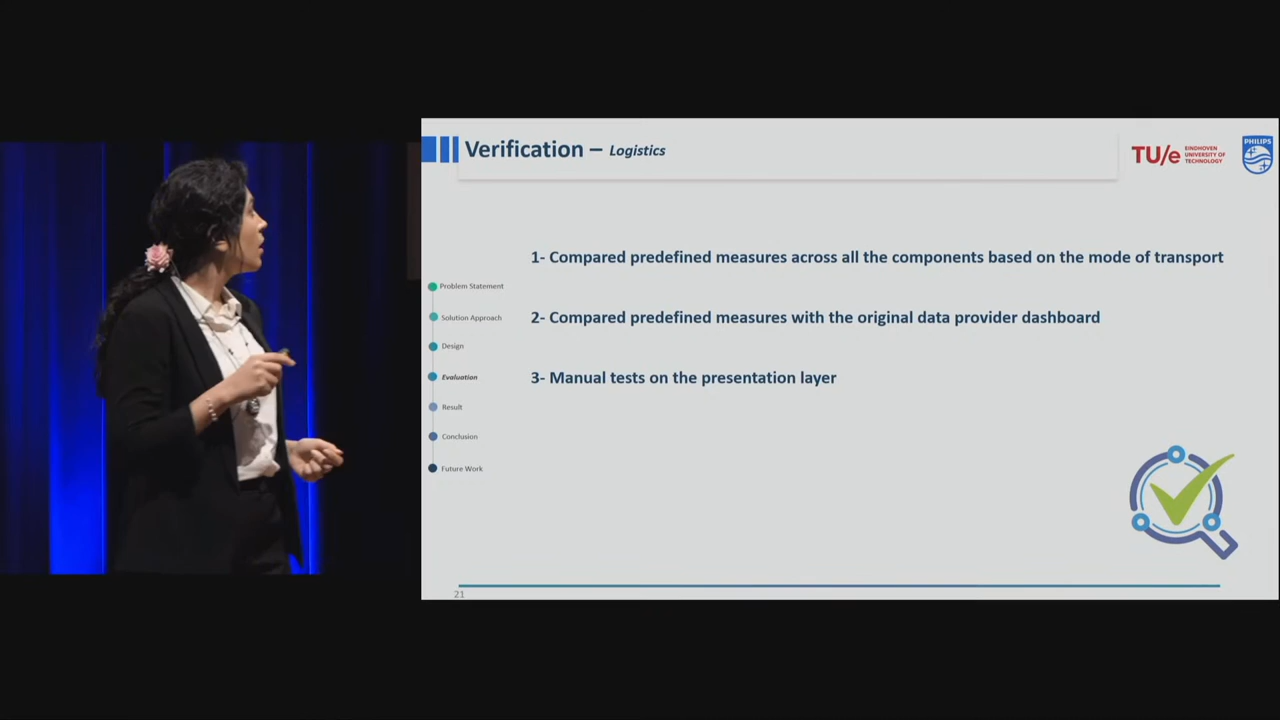 Verification – Logistics
TU/e EINDHOVEN
UNIVERSITY OF
TECHNOLOGY
PHILIPS
1- Compared predefined measures across all the components based on the mode of transport
2- Compared predefined measures with the original data provider dashboard
3- Manual tests on the presentation layer
Problem Statement
Solution Approach
Design
Evaluation
Result
Conclusion
Future Work
21